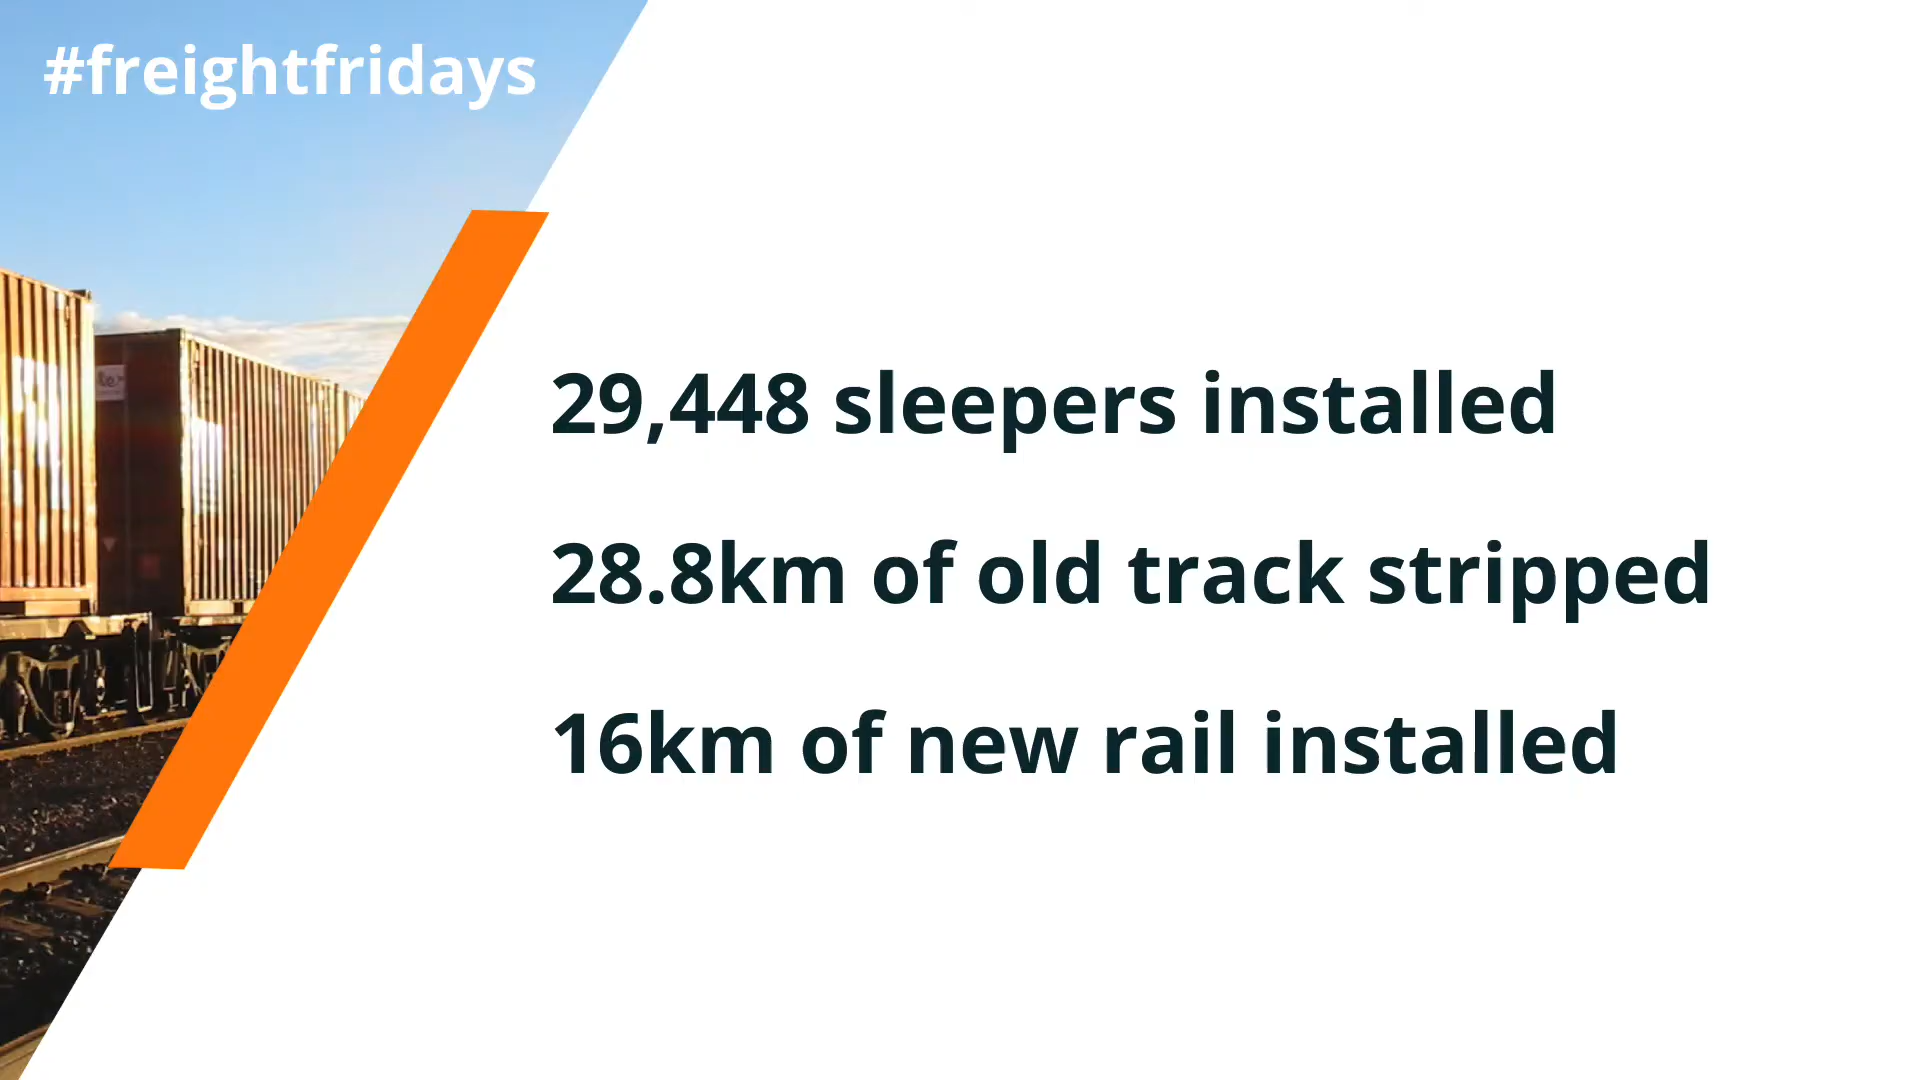 #freightfridays
29,448 sleepers installed
28.8km of old track stripped
16km of new rail installed